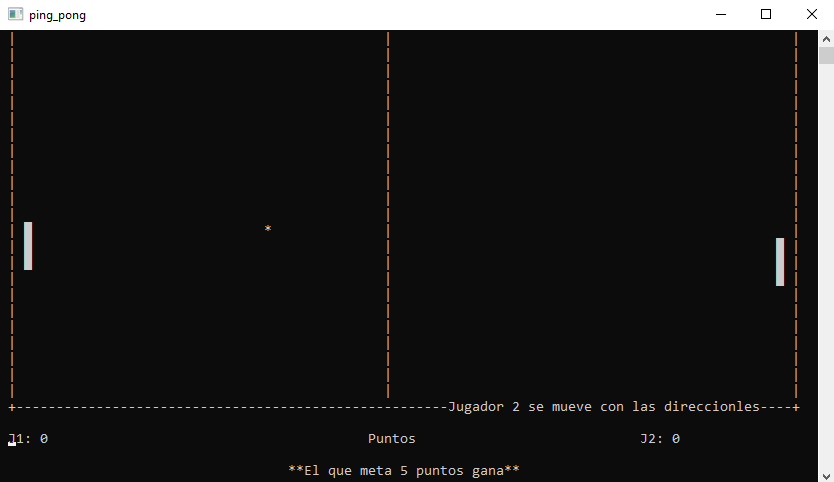 ping_pong
*
+------------------------------------------------------Jugador 2 se mueve con las direccionles----+
J1: 0 Puntos J2: 0
**El que meta 5 puntos gana**